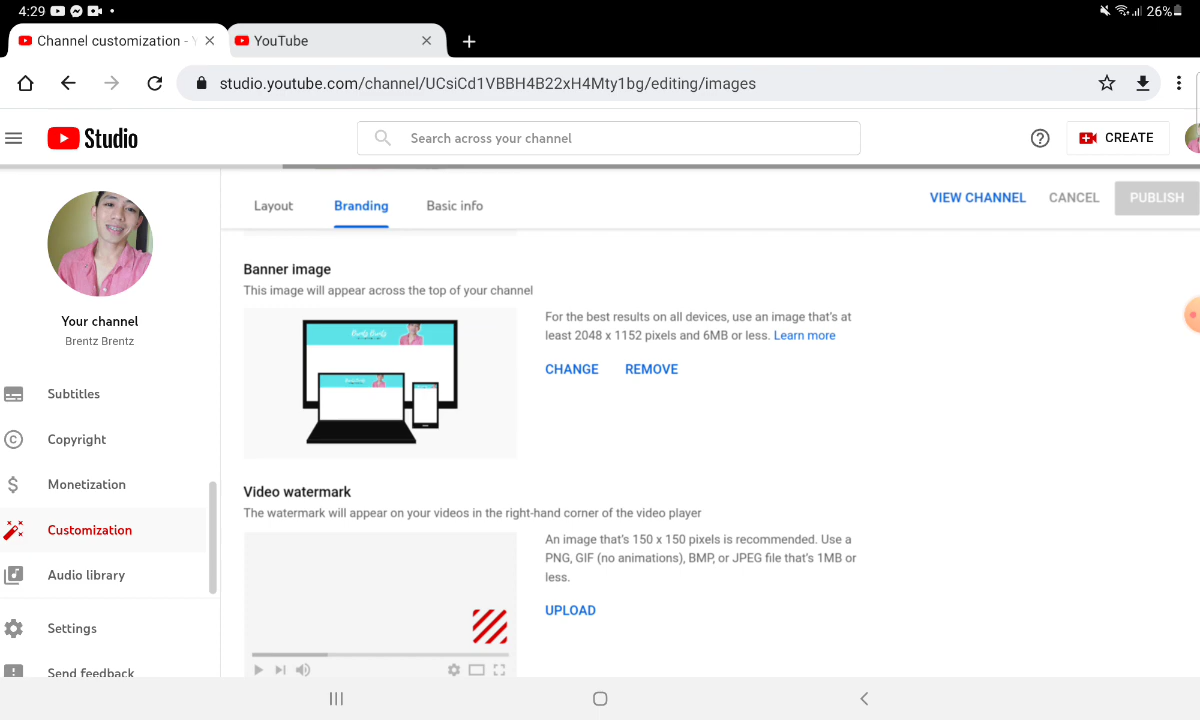 4:29
26%
Channel customization -
YouTube
studio.youtube.com/channel/UCsiCd1VBBH4B22xH4Mty1bg/editing/images
Studio
Search across your channel
CREATE
Layout
Branding
Basic info
VIEW CHANNEL
CANCEL
PUBLISH
Your channel
Brentz Brentz
Subtitles
Copyright
Monetization
Customization
Audio library
Settings
Send feedback
Banner image
This image will appear across the top of your channel
For the best results on all devices, use an image that's at
least 2048 x 1152 pixels and 6MB or less. Learn more
CHANGE
REMOVE
Video watermark
The watermark will appear on your videos in the right-hand corner of the video player
An image that's 150 x 150 pixels is recommended. Use a
PNG, GIF (no animations), BMP, or JPEG file that's 1MB or
less.
UPLOAD